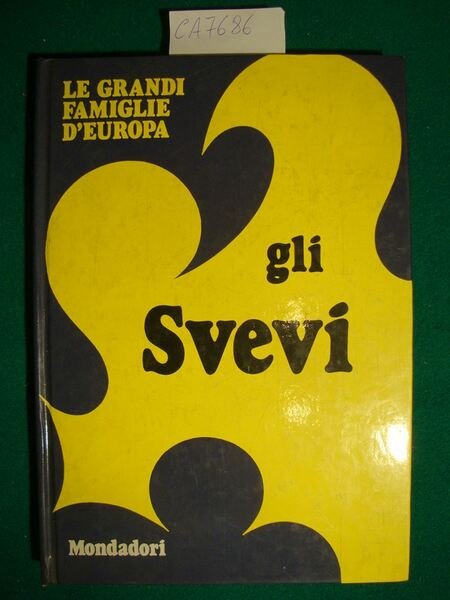 CA7686
LE GRANDI
FAMIGLIE
D'EUROPA
gli
Svevi
Mondadori